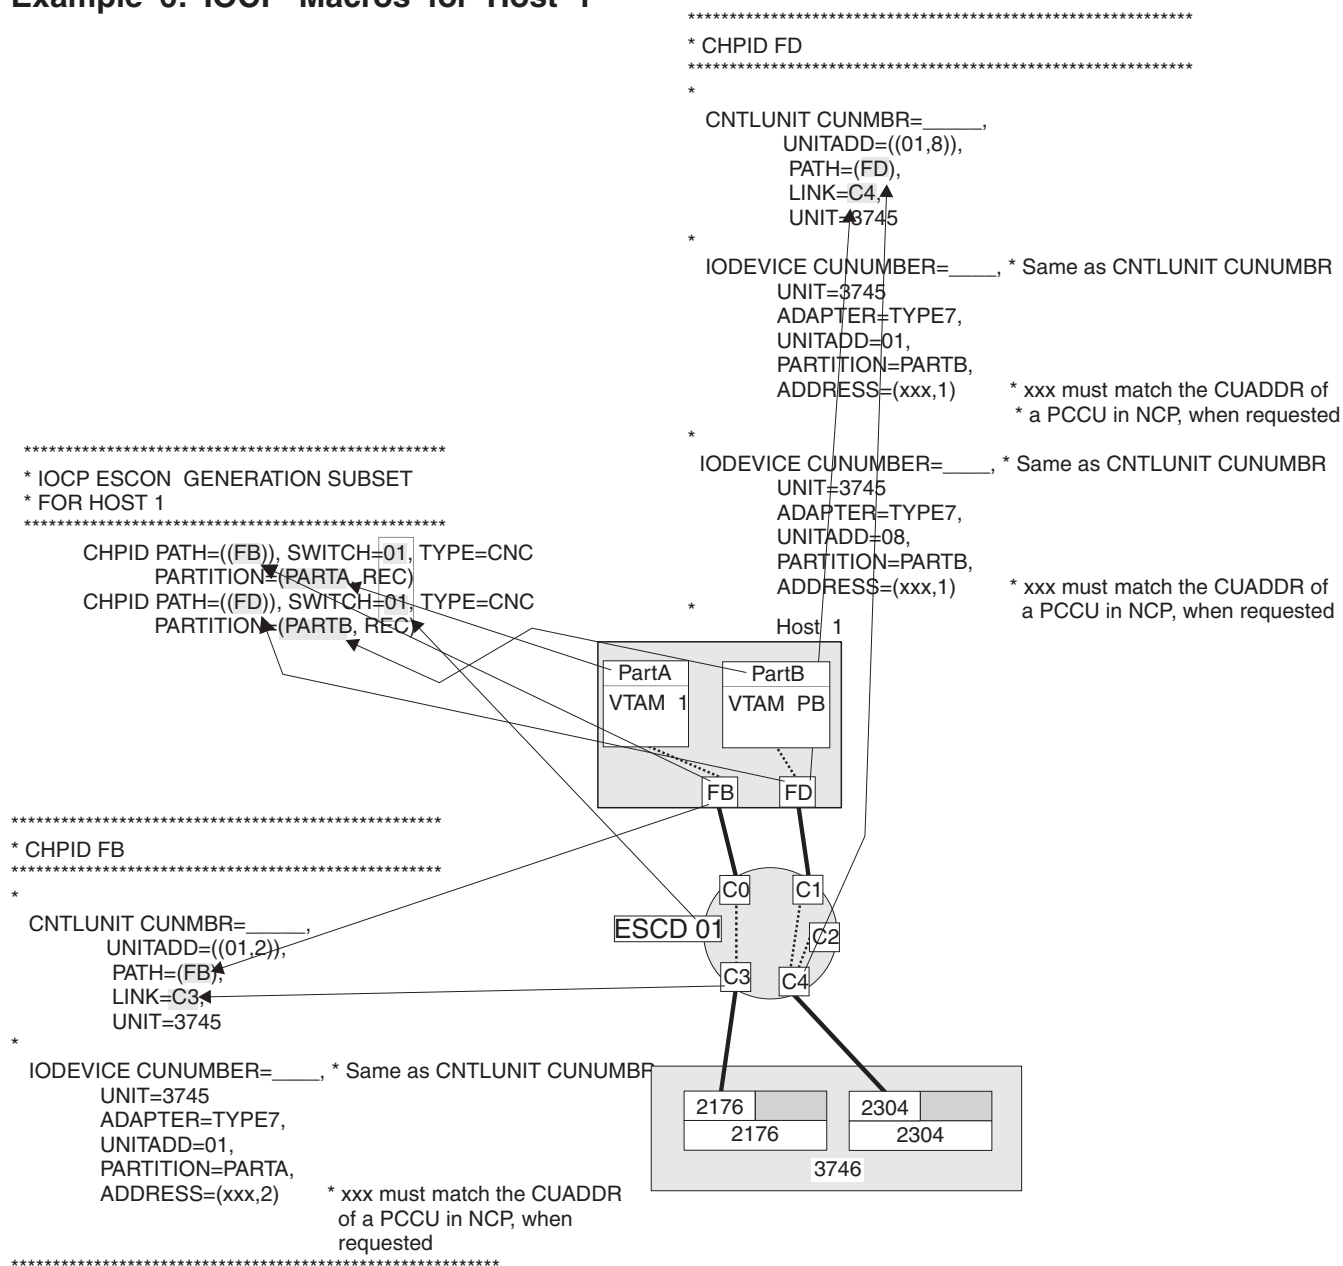 Example 6: IOCP Macros for Host 1
*************************************************************
* CHPID FD
*************************************************************
*
CNTLUNIT CUNMBR=_____,
UNITADD=((01,8)),
PATH=(FD),
LINK=C4,
UNIT=3745
*
IODEVICE CUNUMBER=____, * Same as CNTLUNIT CUNUMBR
UNIT=3745
ADAPTER=TYPE7,
UNITADD=01,
PARTITION=PARTB,
ADDRESS=(xxx,1) * xxx must match the CUADDR of
* a PCCU in NCP, when requested
*
IODEVICE CUNUMBER=____, * Same as CNTLUNIT CUNUMBR
UNIT=3745
ADAPTER=TYPE7,
UNITADD=08,
PARTITION=PARTB,
ADDRESS=(xxx,1) * xxx must match the CUADDR of
a PCCU in NCP, when requested
*
***************************************************
* IOCP ESCON GENERATION SUBSET
* FOR HOST 1
***************************************************
CHPID PATH=((FB)), SWITCH=01, TYPE=CNC
PARTITION=(PARTA, REC)
CHPID PATH=((FD)), SWITCH=01, TYPE=CNC
PARTITION=(PARTB, REC)
Host 1
PartA
PartB
VTAM 1
VTAM PB
FB
FD
C0
C1
ESCD 01
C2
C3
C4
2176
2304
2176
2304
3746
****************************************************
* CHPID FB
****************************************************
*
CNTLUNIT CUNMBR=_____,
UNITADD=((01,2)),
PATH=(FB),
LINK=C3,
UNIT=3745
*
IODEVICE CUNUMBER=____, * Same as CNTLUNIT CUNUMBR
UNIT=3745
ADAPTER=TYPE7,
UNITADD=01,
PARTITION=PARTA,
ADDRESS=(xxx,2) * xxx must match the CUADDR
of a PCCU in NCP, when
requested
***********************************************************